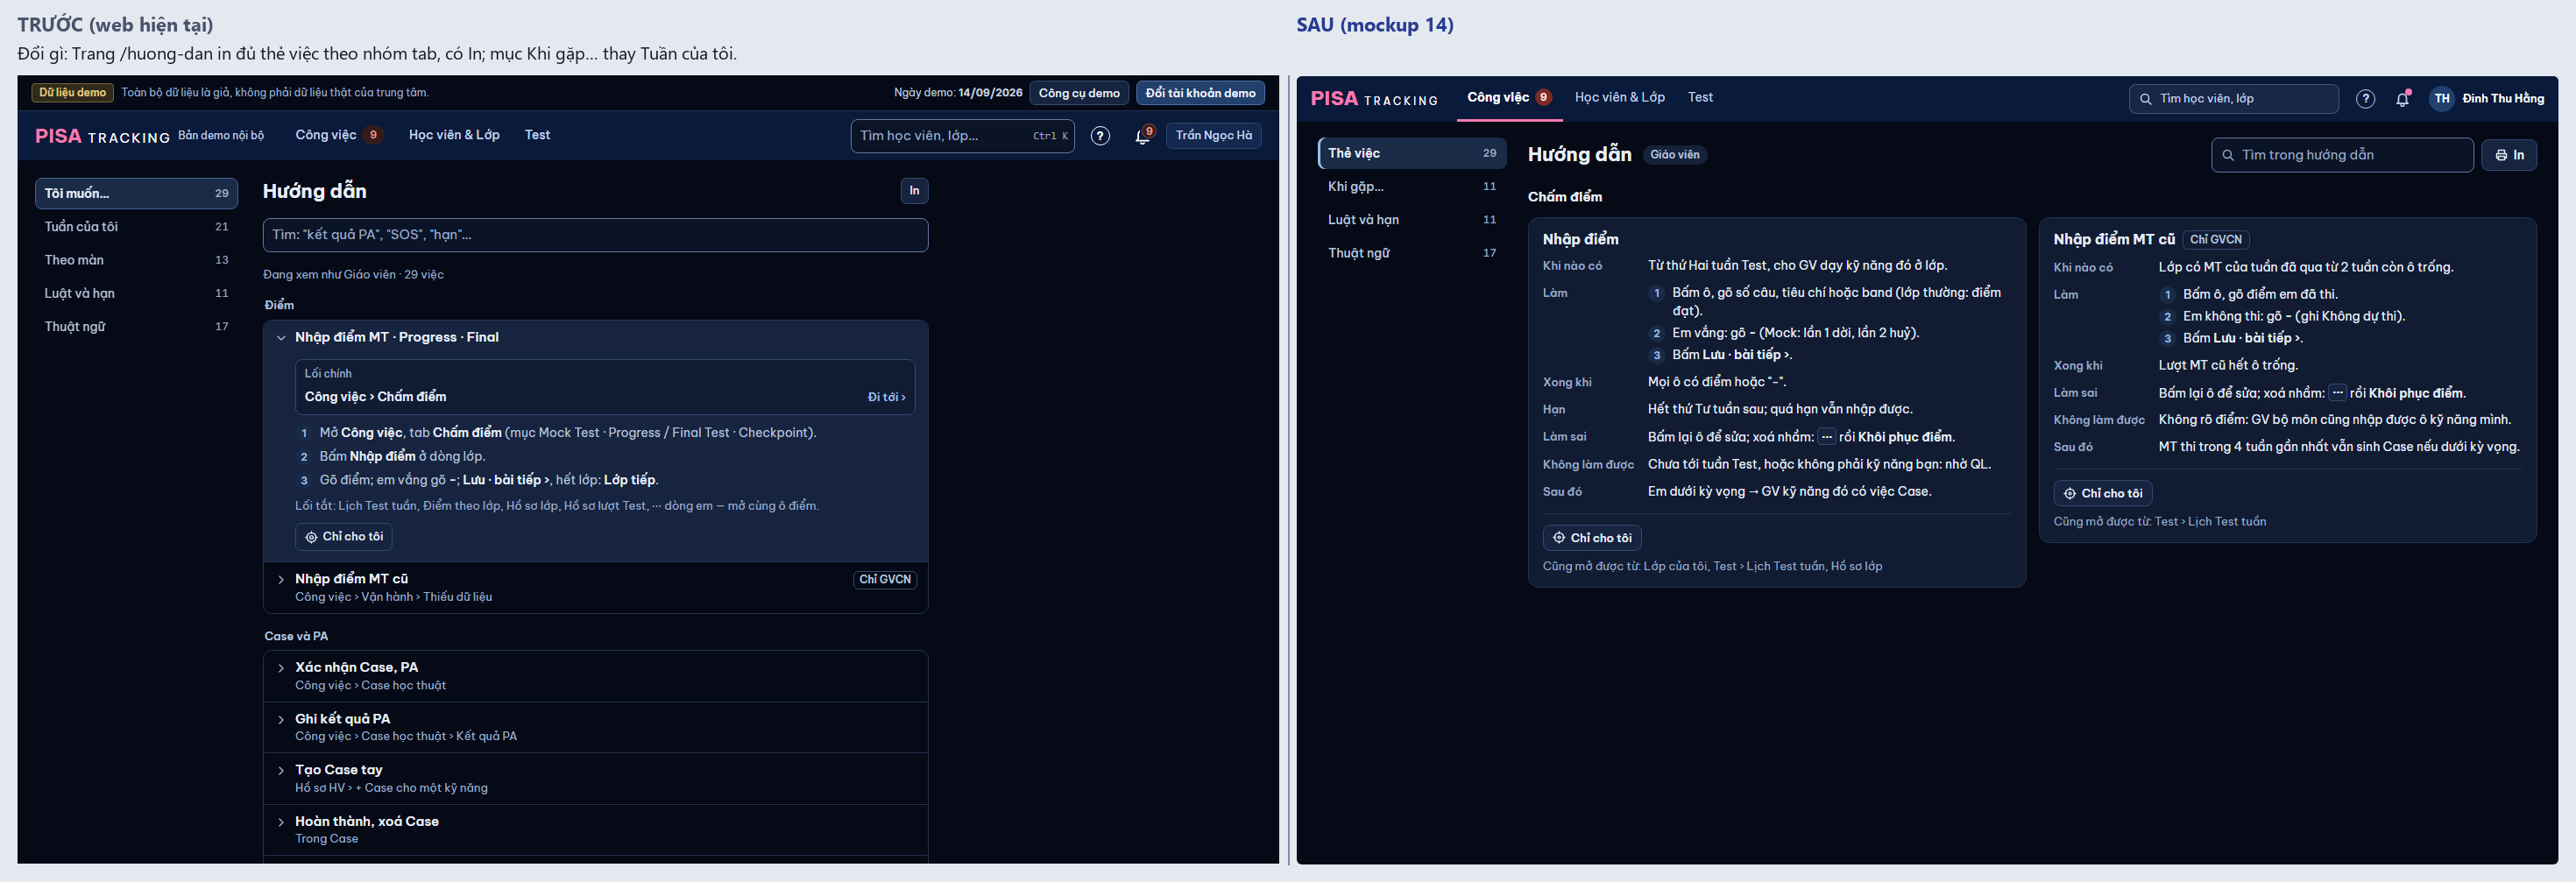 TRƯỚC (web hiện tại)
Đổi gì: Trang /huong-dan in đủ thẻ việc theo nhóm tab, có In; mục Khi gặp... thay Tuần của tôi.
Dữ liệu demo Toàn bộ dữ liệu là giả, không phải dữ liệu thật của trung tâm.
Ngày demo: 14/09/2026 Công cụ demo Đổi tài khoản demo
PISA TRACKING Bản demo nội bộ Công việc 9 Học viên & Lớp Test
Tìm học viên, lớp... Ctrl K ? 9 Trần Ngọc Hà
Tôi muốn... 29
Tuần của tôi 21
Theo màn 13
Luật và hạn 11
Thuật ngữ 17
Hướng dẫn In
Tìm: "kết quả PA", "SOS", "hạn"...
Đang xem như Giáo viên · 29 việc
Điểm
Nhập điểm MT · Progress · Final
Lối chính
Công việc › Chấm điểm Đi tới ›
1 Mở Công việc, tab Chấm điểm (mục Mock Test · Progress / Final Test · Checkpoint).
2 Bấm Nhập điểm ở dòng lớp.
3 Gõ điểm; em vắng gõ -; Lưu · bài tiếp ›, hết lớp: Lớp tiếp.
Lối tắt: Lịch Test tuần, Điểm theo lớp, Hồ sơ lớp, Hồ sơ lượt Test, ··· dòng em — mở cùng ô điểm.
Chỉ cho tôi
Nhập điểm MT cũ Chỉ GVCN
Công việc › Vận hành › Thiếu dữ liệu
Case và PA
Xác nhận Case, PA
Công việc › Case học thuật
Ghi kết quả PA
Công việc › Case học thuật › Kết quả PA
Tạo Case tay
Hồ sơ HV › + Case cho một kỹ năng
Hoàn thành, xoá Case
Trong Case
SAU (mockup 14)
PISA TRACKING Công việc 9 Học viên & Lớp Test
Tìm học viên, lớp ? TH Đinh Thu Hằng
Thẻ việc 29
Khi gặp... 11
Luật và hạn 11
Thuật ngữ 17
Hướng dẫn Giáo viên
Tìm trong hướng dẫn In
Chấm điểm
Nhập điểm
Khi nào có Từ thứ Hai tuần Test, cho GV dạy kỹ năng đó ở lớp.
Làm 1 Bấm ô, gõ số câu, tiêu chí hoặc band (lớp thường: điểm
đạt).
2 Em vắng: gõ - (Mock: lần 1 dời, lần 2 huỷ).
3 Bấm Lưu · bài tiếp ›.
Xong khi Mọi ô có điểm hoặc "-".
Hạn Hết thứ Tư tuần sau; quá hạn vẫn nhập được.
Làm sai Bấm lại ô để sửa; xoá nhầm: ··· rồi Khôi phục điểm.
Không làm được Chưa tới tuần Test, hoặc không phải kỹ năng bạn: nhờ QL.
Sau đó Em dưới kỳ vọng → GV kỹ năng đó có việc Case.
Chỉ cho tôi
Cũng mở được từ: Lớp của tôi, Test › Lịch Test tuần, Hồ sơ lớp
Nhập điểm MT cũ Chỉ GVCN
Khi nào có Lớp có MT của tuần đã qua từ 2 tuần còn ô trống.
Làm 1 Bấm ô, gõ điểm em đã thi.
2 Em không thi: gõ - (ghi Không dự thi).
3 Bấm Lưu · bài tiếp ›.
Xong khi Lượt MT cũ hết ô trống.
Làm sai Bấm lại ô để sửa; xoá nhầm: ··· rồi Khôi phục điểm.
Không làm được Không rõ điểm: GV bộ môn cũng nhập được ô kỹ năng mình.
Sau đó MT thi trong 4 tuần gần nhất vẫn sinh Case nếu dưới kỳ vọng.
Chỉ cho tôi
Cũng mở được từ: Test › Lịch Test tuần